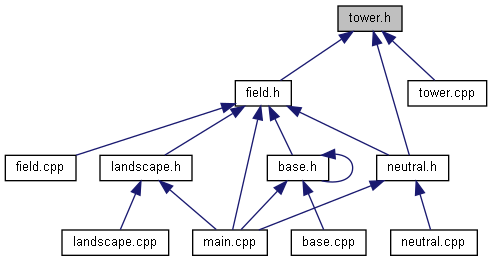 tower.h
field.h
tower.cpp
field.cpp
landscape.h
base.h
neutral.h
landscape.cpp
main.cpp
base.cpp
neutral.cpp